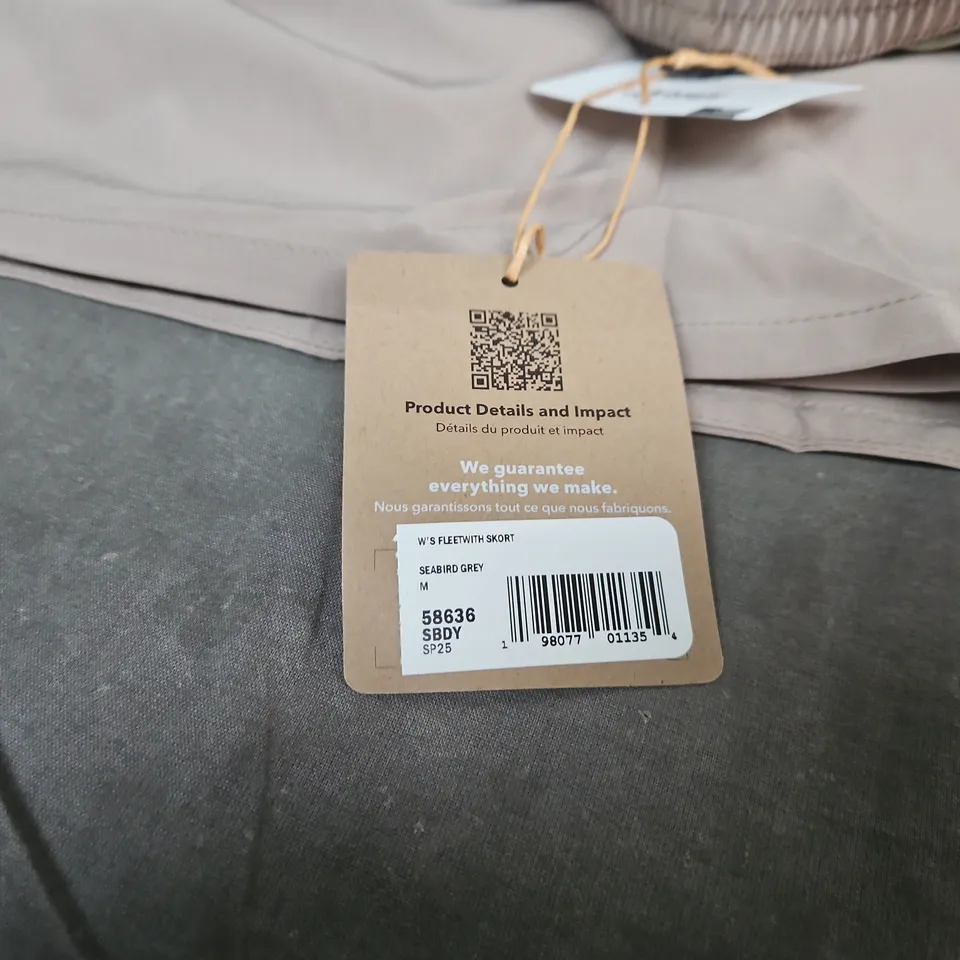 Product Details and Impact
Détails du produit et impact
We guarantee
everything we make.
Nous garantissons tout ce que nous fabriquons.
W'S FLEETWITH SKORT
SEABIRD GREY
M
58636
SBDY
SP25
1 98077 01135 4